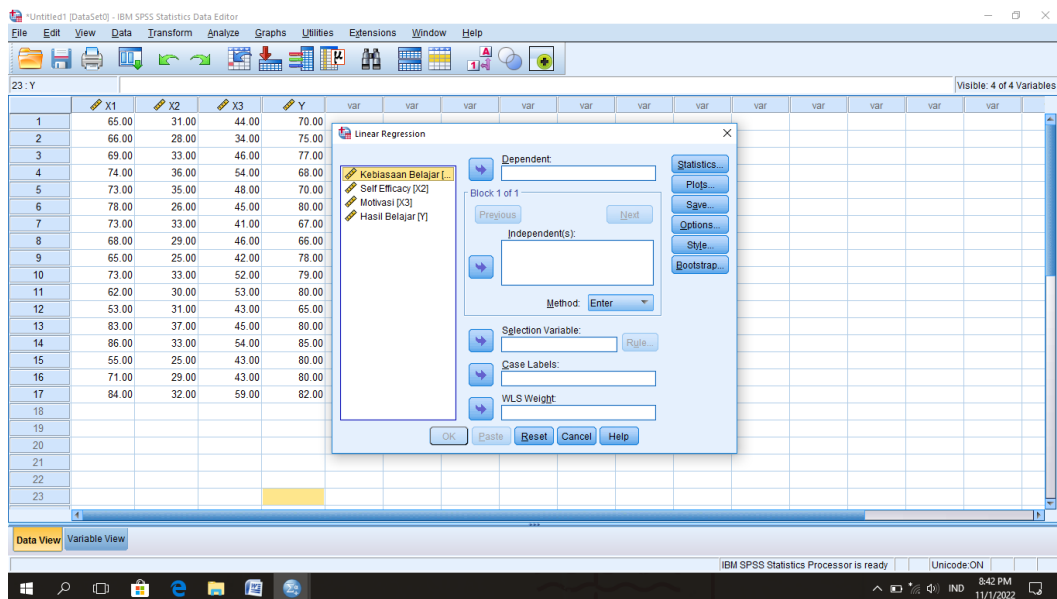 *Untitled1 [DataSet0] - IBM SPSS Statistics Data Editor
File Edit View Data Transform Analyze Graphs Utilities Extensions Window Help
23 : Y
Visible: 4 of 4 Variables
X1 X2 X3 Y var var var var var var var var var var var var
1 65.00 31.00 44.00 70.00
2 66.00 28.00 34.00 75.00
3 69.00 33.00 46.00 77.00
4 74.00 36.00 54.00 68.00
5 73.00 35.00 48.00 70.00
6 78.00 26.00 45.00 80.00
7 73.00 33.00 41.00 67.00
8 68.00 29.00 46.00 66.00
9 65.00 25.00 42.00 78.00
10 73.00 33.00 52.00 79.00
11 62.00 30.00 53.00 80.00
12 53.00 31.00 43.00 65.00
13 83.00 37.00 45.00 80.00
14 86.00 33.00 54.00 85.00
15 55.00 25.00 43.00 80.00
16 71.00 29.00 43.00 80.00
17 84.00 32.00 59.00 82.00
18
19
20
21
22
23
Linear Regression
Kebiasaan Belajar [...
Self Efficacy [X2]
Motivasi [X3]
Hasil Belajar [Y]
Dependent:
Block 1 of 1
Previous Next
Independent(s):
Method: Enter
Selection Variable:
Rule...
Case Labels:
WLS Weight:
Statistics...
Plots...
Save...
Options...
Style...
Bootstrap...
OK Paste Reset Cancel Help
Data View Variable View
IBM SPSS Statistics Processor is ready Unicode:ON
IND
8:42 PM
11/1/2022